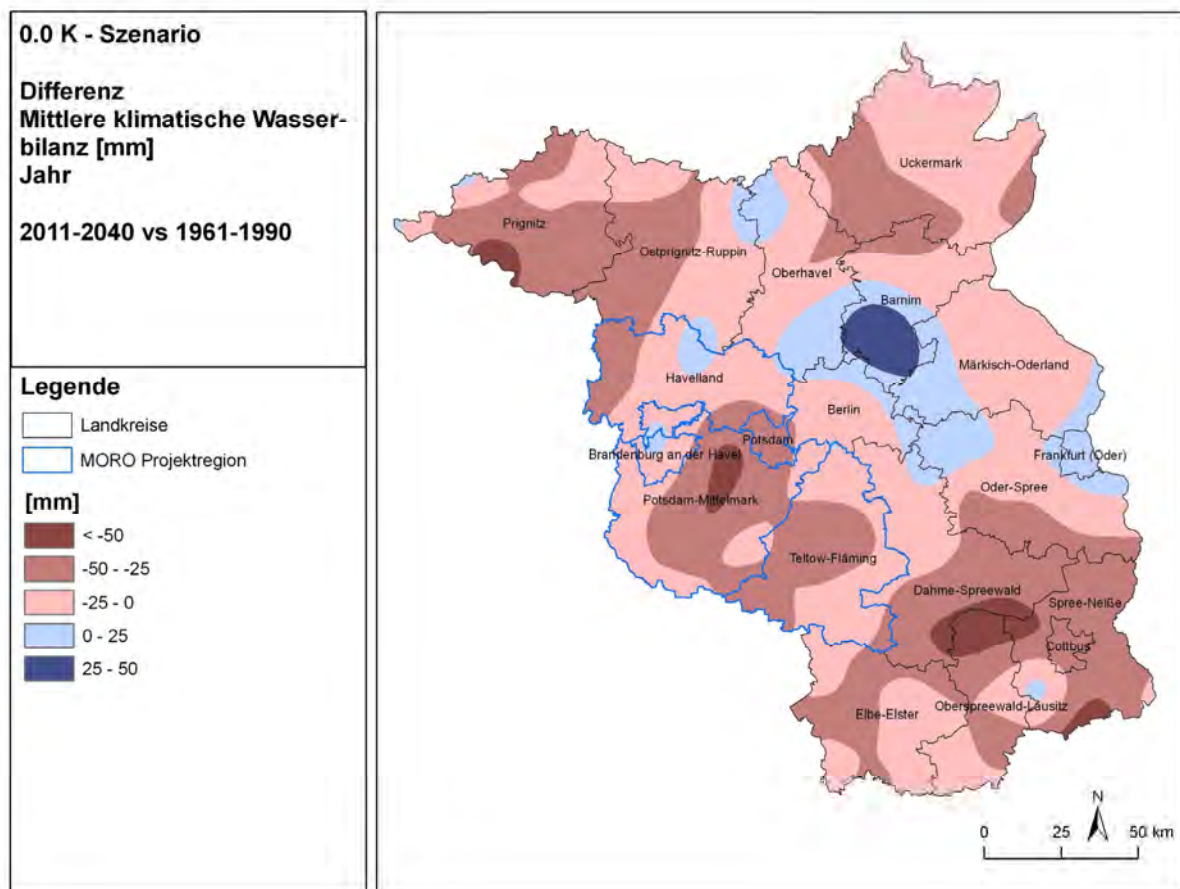 0.0 K - Szenario
Differenz
Mittlere klimatische Wasser-
bilanz [mm]
Jahr
2011-2040 vs 1961-1990
Legende
Landkreise
MORO Projektregion
[mm]
< -50
-50 - -25
-25 - 0
0 - 25
25 - 50
Uckermark
Prignitz
Ostprignitz-Ruppin
Oberhavel
Barnim
Märkisch-Oderland
Havelland
Berlin
Potsdam
Brandenburg an der Havel
Frankfurt (Oder)
Oder-Spree
Potsdam-Mittelmark
Teltow-Fläming
Dahme-Spreewald
Spree-Neiße
Cottbus
Elbe-Elster
Oberspreewald-Lausitz
N
0 25 50 km